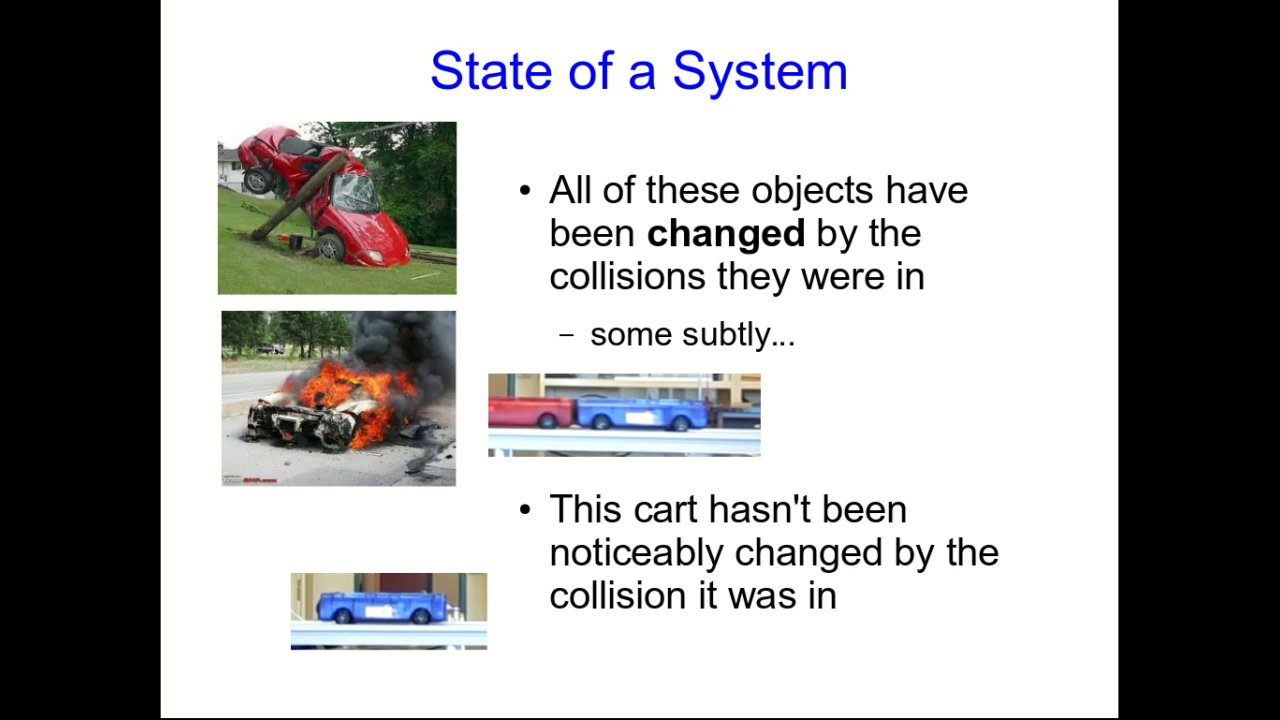 State of a System
• All of these objects have
been changed by the
collisions they were in
– some subtly...
• This cart hasn't been
noticeably changed by the
collision it was in